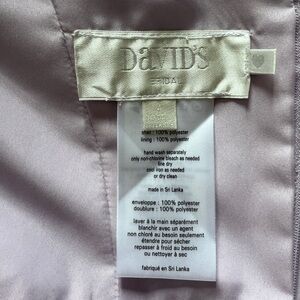 DaVID'S
BRIDAL
4
shell : 100% polyester
lining : 100% polyester
hand wash separately
only non-chlorine bleach as needed
line dry
cool iron as needed
or dry clean
made in Sri Lanka
enveloppe : 100% polyester
doublure : 100% polyester
laver à la main séparément
blanchir avec un agent
non chloré au besoin seulement
étendre pour sécher
repasser à froid au besoin
ou nettoyer à sec
fabriqué en Sri Lanka